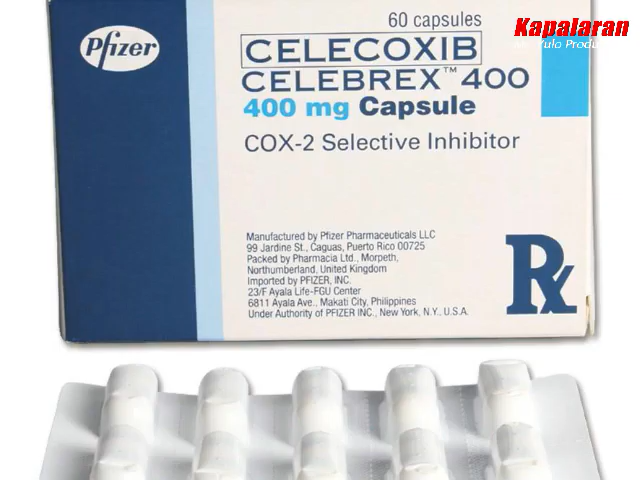 Kapalaran
60 capsules
Pfizer
CELECOXIB
CELEBREX™ 400
400 mg Capsule
COX-2 Selective Inhibitor
Manufactured by Pfizer Pharmaceuticals LLC
99 Jardine St., Caguas, Puerto Rico 00725
Packed by Pharmacia Ltd., Morpeth,
Northumberland, United Kingdom
Imported by PFIZER, INC.
23/F Ayala Life-FGU Center
6811 Ayala Ave., Makati City, Philippines
Under Authority of PFIZER INC., New York, N.Y.. U.S.A.
Rx